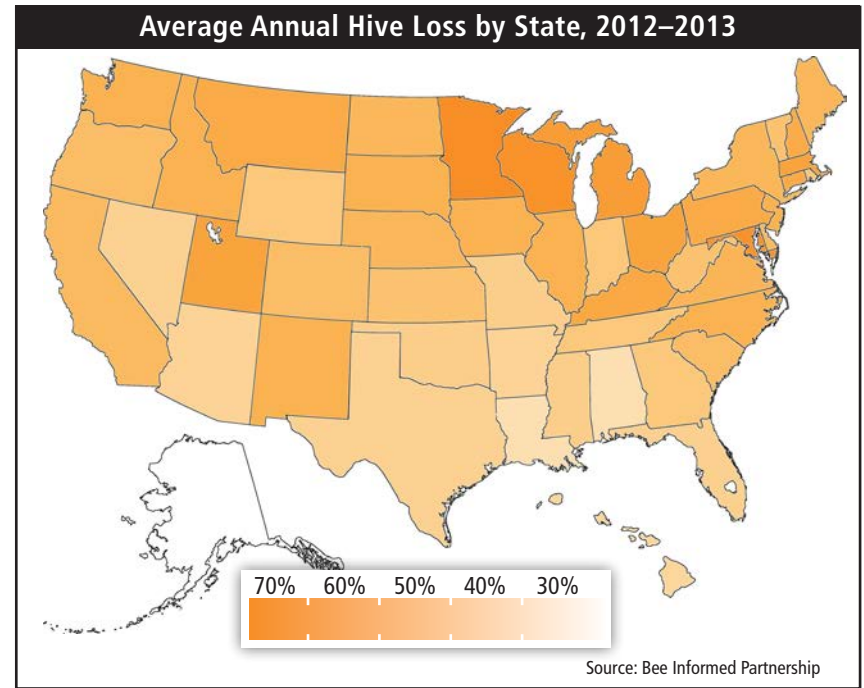 Average Annual Hive Loss by State, 2012–2013
70% 60% 50% 40% 30%
Source: Bee Informed Partnership